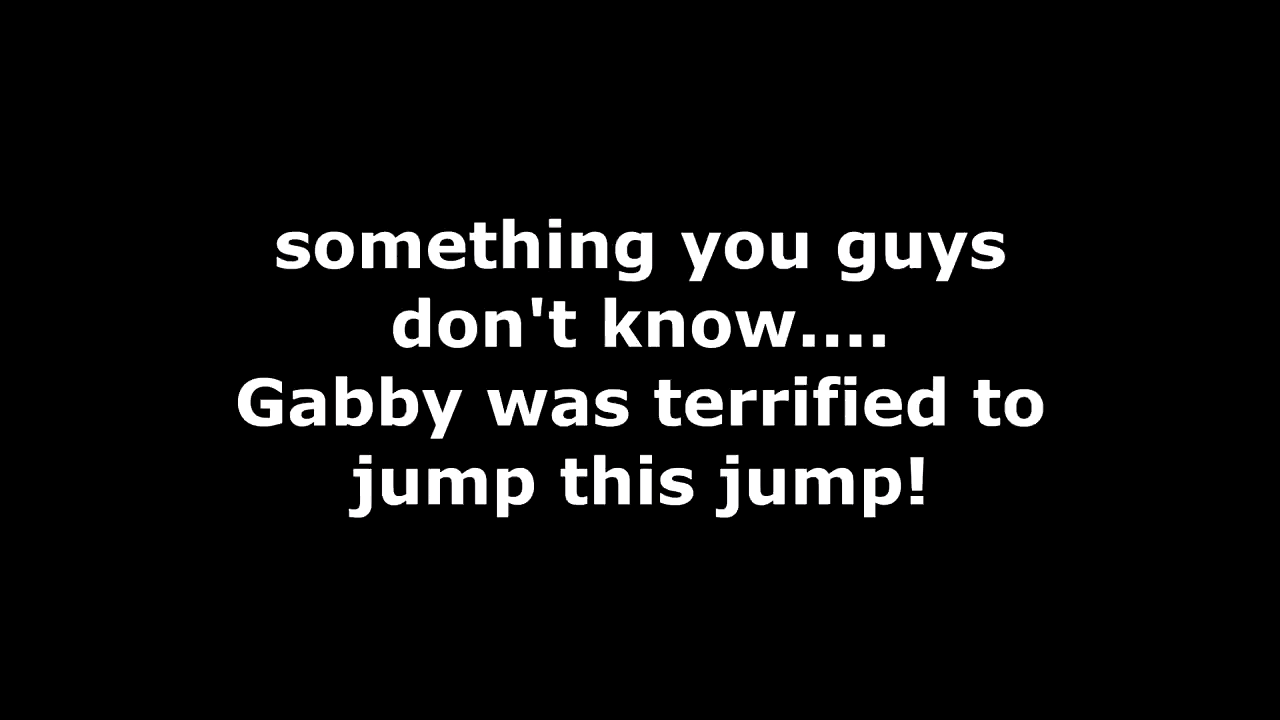 something you guys
don't know....
Gabby was terrified to
jump this jump!